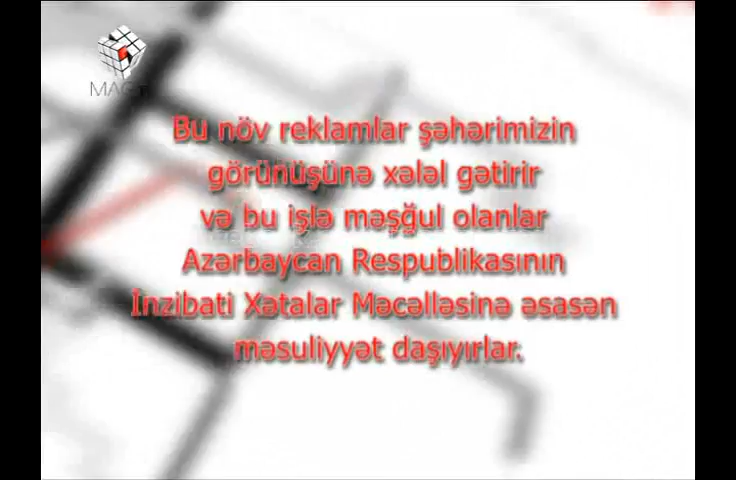 Bu növ reklamlar şəhərimizin
görünüşünə xələl gətirir
və bu işlə məşğul olanlar
Azərbaycan Respublikasının
İnzibati Xətalar Məcəlləsinə əsasən
məsuliyyət daşıyırlar.